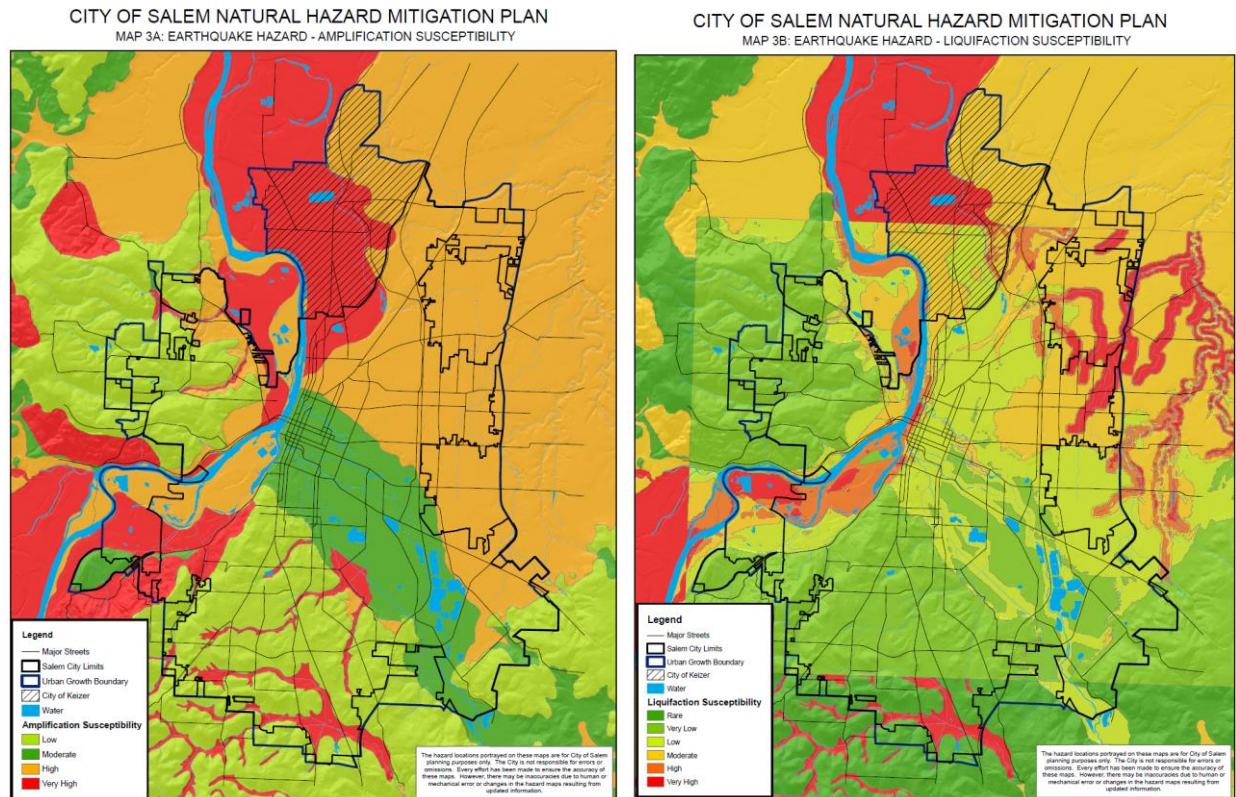 CITY OF SALEM NATURAL HAZARD MITIGATION PLAN
MAP 3A: EARTHQUAKE HAZARD - AMPLIFICATION SUSCEPTIBILITY
Legend
Major Streets
Salem City Limits
Urban Growth Boundary
City of Keizer
Water
Amplification Susceptibility
Low
Moderate
High
Very High
The hazard locations portrayed on these maps are for City of Salem
planning purposes only. The City is not responsible for errors or
omissions. Every effort has been made to ensure the accuracy of
these maps. However, there may be inaccuracies due to human or
mechanical error or changes in the hazard maps resulting from
updated information.
CITY OF SALEM NATURAL HAZARD MITIGATION PLAN
MAP 3B: EARTHQUAKE HAZARD - LIQUIFACTION SUSCEPTIBILITY
Legend
Major Streets
Salem City Limits
Urban Growth Boundary
City of Keizer
Water
Liquifaction Susceptibility
Rare
Very Low
Low
Moderate
High
Very High
The hazard locations portrayed on these maps are for City of Salem
planning purposes only. The City is not responsible for errors or
omissions. Every effort has been made to ensure the accuracy of
these maps. However, there may be inaccuracies due to human or
mechanical error or changes in the hazard maps resulting from
updated information.